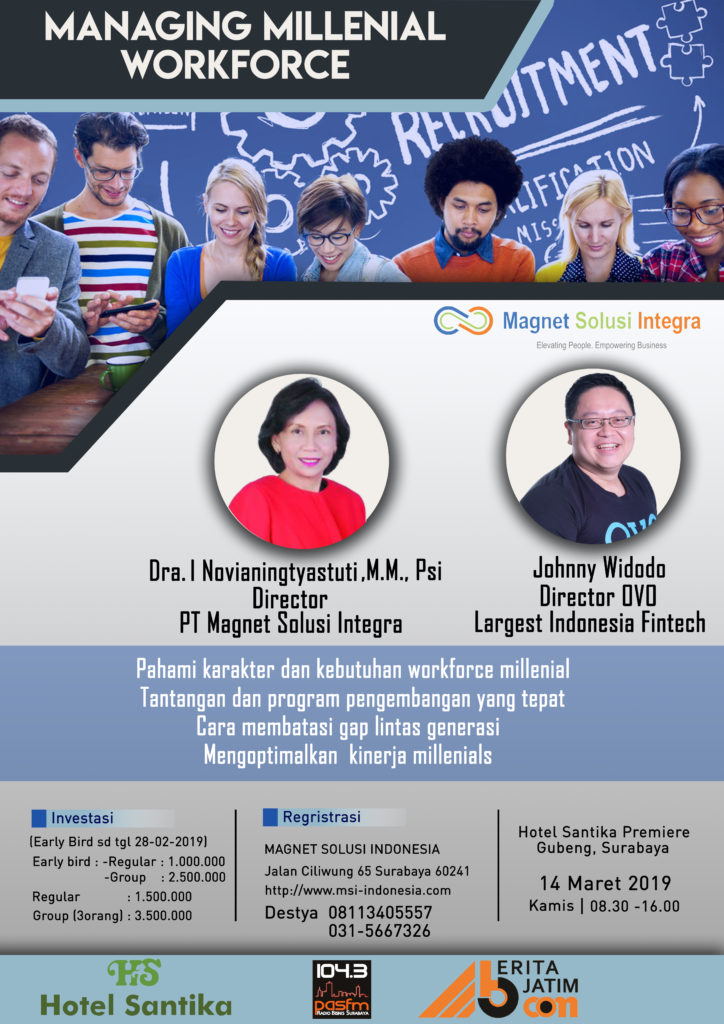 MANAGING MILLENIAL
WORKFORCE
RECRUITMENT
Magnet Solusi Integra
Elevating People. Empowering Business
Dra. I Novianingtyastuti ,M.M., Psi
Director
PT Magnet Solusi Integra
Johnny Widodo
Director OVO
Largest Indonesia Fintech
Pahami karakter dan kebutuhan workforce millenial
Tantangan dan program pengembangan yang tepat
Cara membatasi gap lintas generasi
Mengoptimalkan kinerja millenials
Investasi
(Early Bird sd tgl 28-02-2019)
Early bird : -Regular : 1.000.000
-Group : 2.500.000
Regular : 1.500.000
Group (3orang) : 3.500.000
Regristrasi
MAGNET SOLUSI INDONESIA
Jalan Ciliwung 65 Surabaya 60241
http://www.msi-indonesia.com
Destya 08113405557
031-5667326
Hotel Santika Premiere
Gubeng, Surabaya
14 Maret 2019
Kamis | 08.30 -16.00
HS
Hotel Santika
104.3
DASFM
RADIO BISNIS SURABAYA
BERITA
JATIM
com